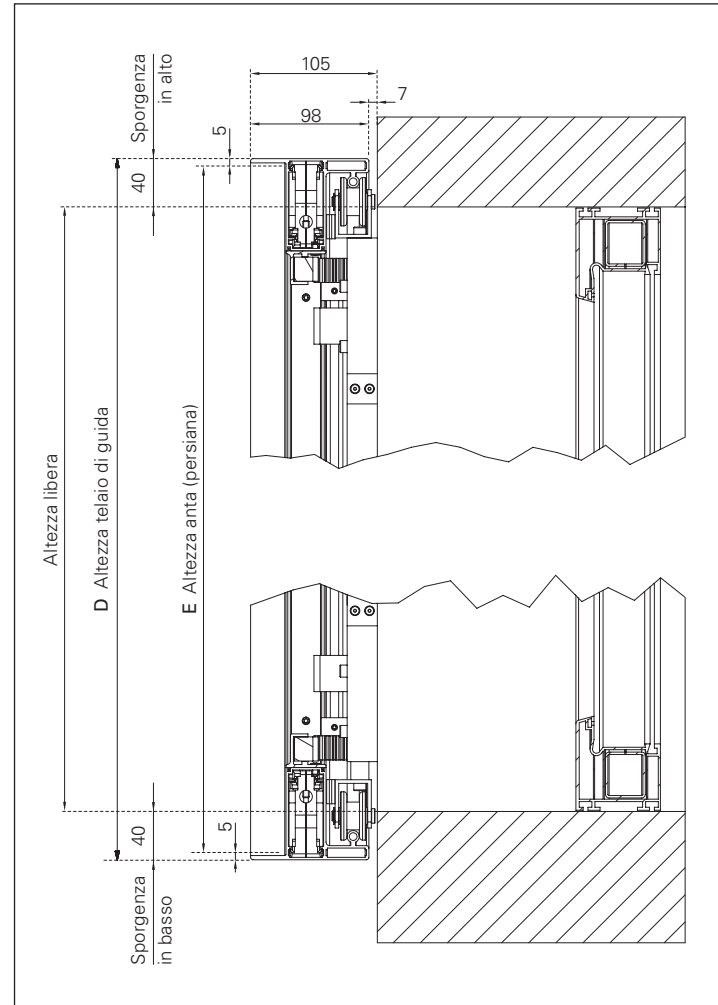 Sporgenza
in alto
105
7
98
5
40
Altezza libera
D Altezza telaio di guida
E Altezza anta (persiana)
40
5
Sporgenza
in basso